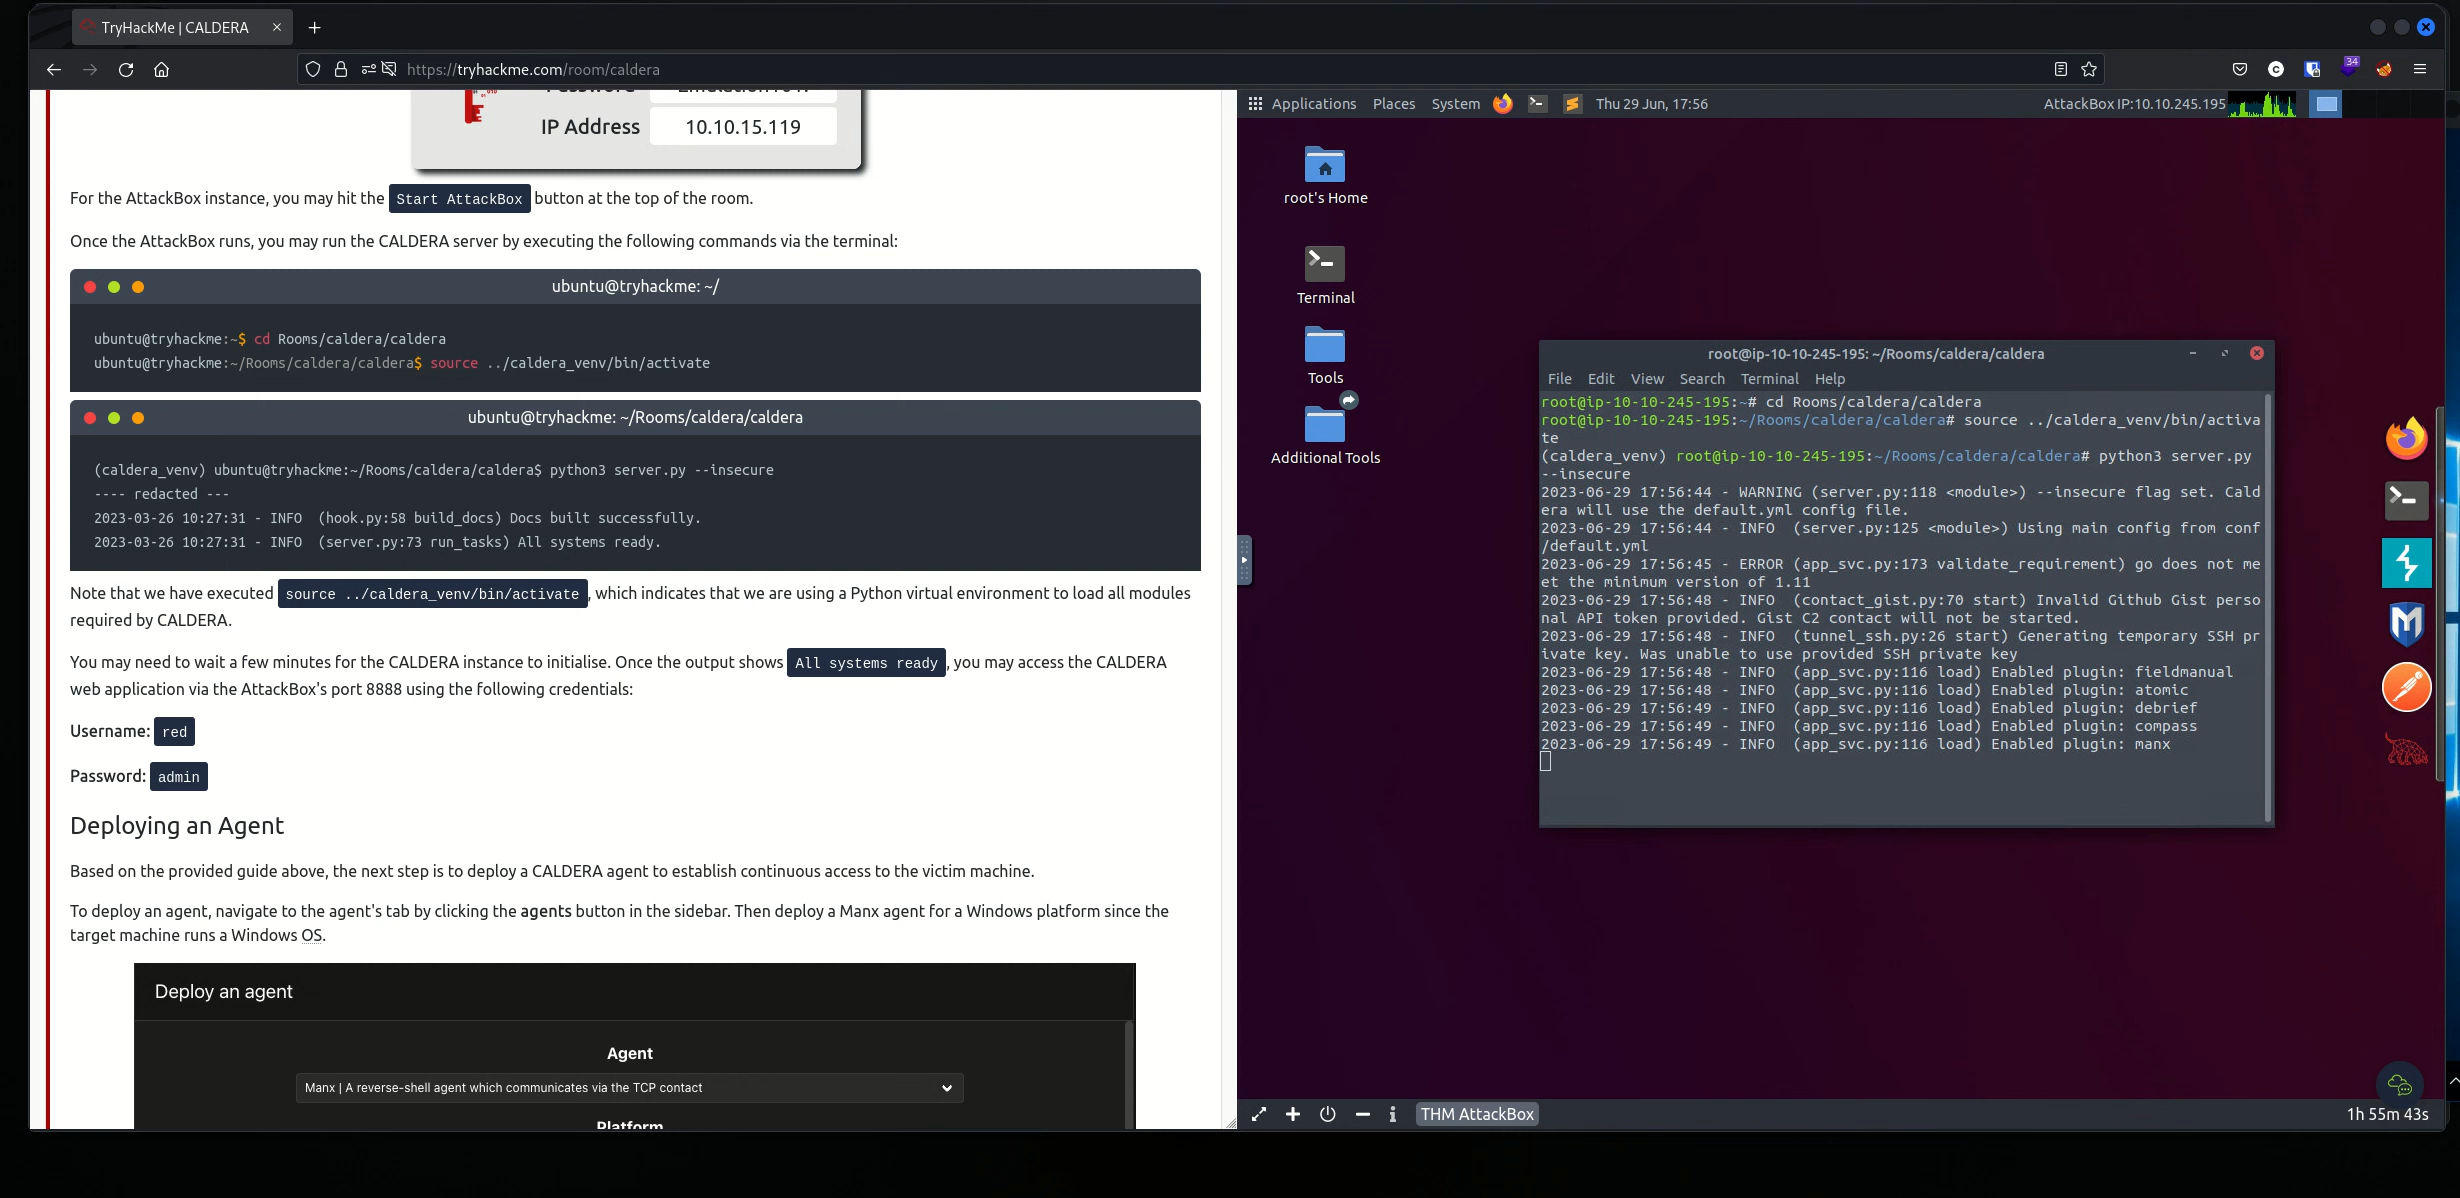 TryHackMe | CALDERA
https://tryhackme.com/room/caldera
34
Password
IP Address 10.10.15.119
For the AttackBox instance, you may hit the Start AttackBox button at the top of the room.
Once the AttackBox runs, you may run the CALDERA server by executing the following commands via the terminal:
ubuntu@tryhackme: ~/
ubuntu@tryhackme:~$ cd Rooms/caldera/caldera
ubuntu@tryhackme:~/Rooms/caldera/caldera$ source ../caldera_venv/bin/activate
ubuntu@tryhackme: ~/Rooms/caldera/caldera
(caldera_venv) ubuntu@tryhackme:~/Rooms/caldera/caldera$ python3 server.py --insecure
---- redacted ---
2023-03-26 10:27:31 - INFO  (hook.py:58 build_docs) Docs built successfully.
2023-03-26 10:27:31 - INFO  (server.py:73 run_tasks) All systems ready.
Note that we have executed source ../caldera_venv/bin/activate, which indicates that we are using a Python virtual environment to load all modules
required by CALDERA.
You may need to wait a few minutes for the CALDERA instance to initialise. Once the output shows All systems ready, you may access the CALDERA
web application via the AttackBox's port 8888 using the following credentials:
Username: red
Password: admin
Deploying an Agent
Based on the provided guide above, the next step is to deploy a CALDERA agent to establish continuous access to the victim machine.
To deploy an agent, navigate to the agent's tab by clicking the agents button in the sidebar. Then deploy a Manx agent for a Windows platform since the
target machine runs a Windows OS.
Deploy an agent
Agent
Manx | A reverse-shell agent which communicates via the TCP contact
Platform
Applications Places System Thu 29 Jun, 17:56 AttackBox IP:10.10.245.195
root's Home
Terminal
Tools
Additional Tools
root@ip-10-10-245-195: ~/Rooms/caldera/caldera
File Edit View Search Terminal Help
root@ip-10-10-245-195:~# cd Rooms/caldera/caldera
root@ip-10-10-245-195:~/Rooms/caldera/caldera# source ../caldera_venv/bin/activa
te
(caldera_venv) root@ip-10-10-245-195:~/Rooms/caldera/caldera# python3 server.py
--insecure
2023-06-29 17:56:44 - WARNING (server.py:118 <module>) --insecure flag set. Cald
era will use the default.yml config file.
2023-06-29 17:56:44 - INFO  (server.py:125 <module>) Using main config from conf
/default.yml
2023-06-29 17:56:45 - ERROR (app_svc.py:173 validate_requirement) go does not me
et the minimum version of 1.11
2023-06-29 17:56:48 - INFO  (contact_gist.py:70 start) Invalid Github Gist perso
nal API token provided. Gist C2 contact will not be started.
2023-06-29 17:56:48 - INFO  (tunnel_ssh.py:26 start) Generating temporary SSH pr
ivate key. Was unable to use provided SSH private key
2023-06-29 17:56:48 - INFO  (app_svc.py:116 load) Enabled plugin: fieldmanual
2023-06-29 17:56:48 - INFO  (app_svc.py:116 load) Enabled plugin: atomic
2023-06-29 17:56:49 - INFO  (app_svc.py:116 load) Enabled plugin: debrief
2023-06-29 17:56:49 - INFO  (app_svc.py:116 load) Enabled plugin: compass
2023-06-29 17:56:49 - INFO  (app_svc.py:116 load) Enabled plugin: manx
THM AttackBox
1h 55m 43s